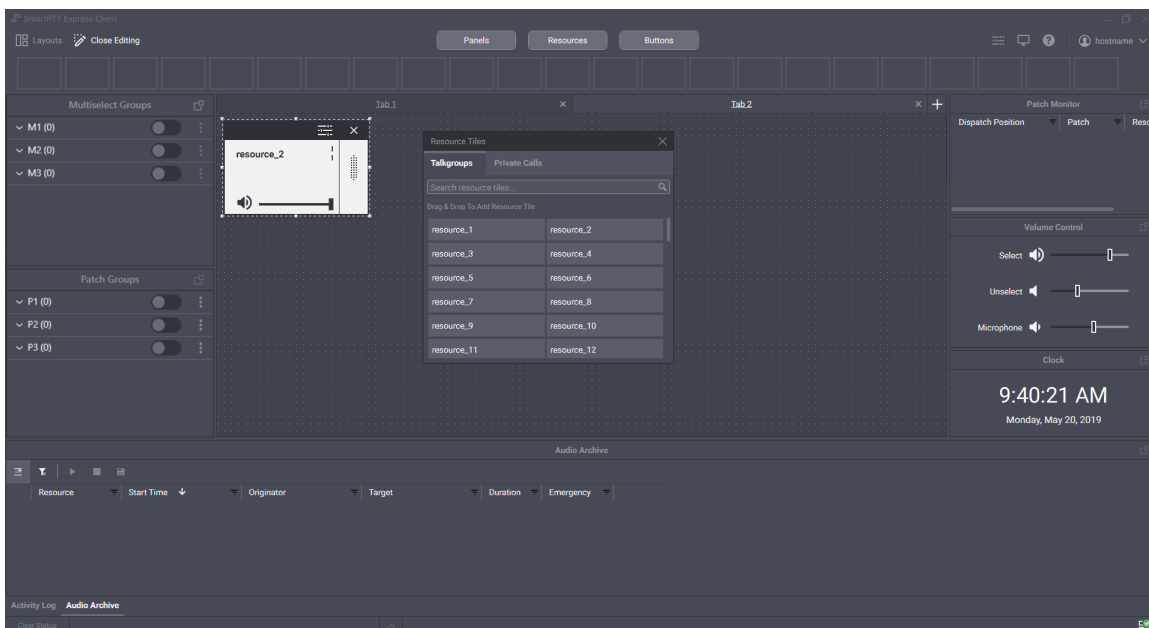 SmartPTT Express Client
Layouts Close Editing Panels Resources Buttons hostname
Multiselect Groups Tab 1 Tab 2 Patch Monitor
M1 (0)
M2 (0)
M3 (0)
resource_2
Resource Tiles
Talkgroups Private Calls
Search resource tiles...
Drag & Drop To Add Resource Tile
resource_1 resource_2
resource_3 resource_4
resource_5 resource_6
resource_7 resource_8
resource_9 resource_10
resource_11 resource_12
Dispatch Position Patch Reso
Volume Control
Select
Unselect
Microphone
Patch Groups
P1 (0)
P2 (0)
P3 (0)
Clock
9:40:21 AM
Monday, May 20, 2019
Audio Archive
Resource Start Time Originator Target Duration Emergency
Activity Log Audio Archive
Clear Status